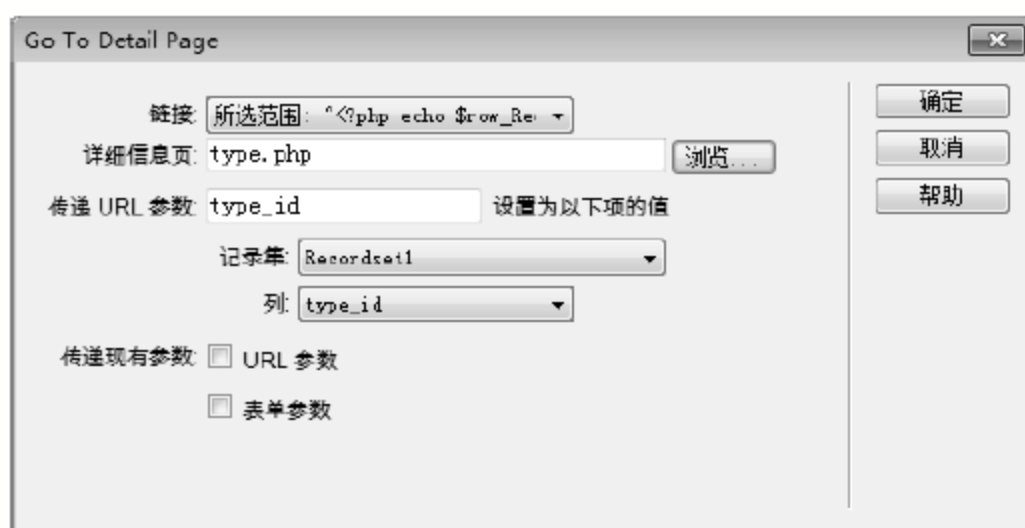 Go To Detail Page
链接: 所选范围: "<?php echo $row_Re 
确定
详细信息页: type.php 浏览...
取消
传递 URL 参数: type_id 设置为以下项的值
帮助
记录集: Recordset1
列: type_id
传递现有参数: URL 参数
表单参数